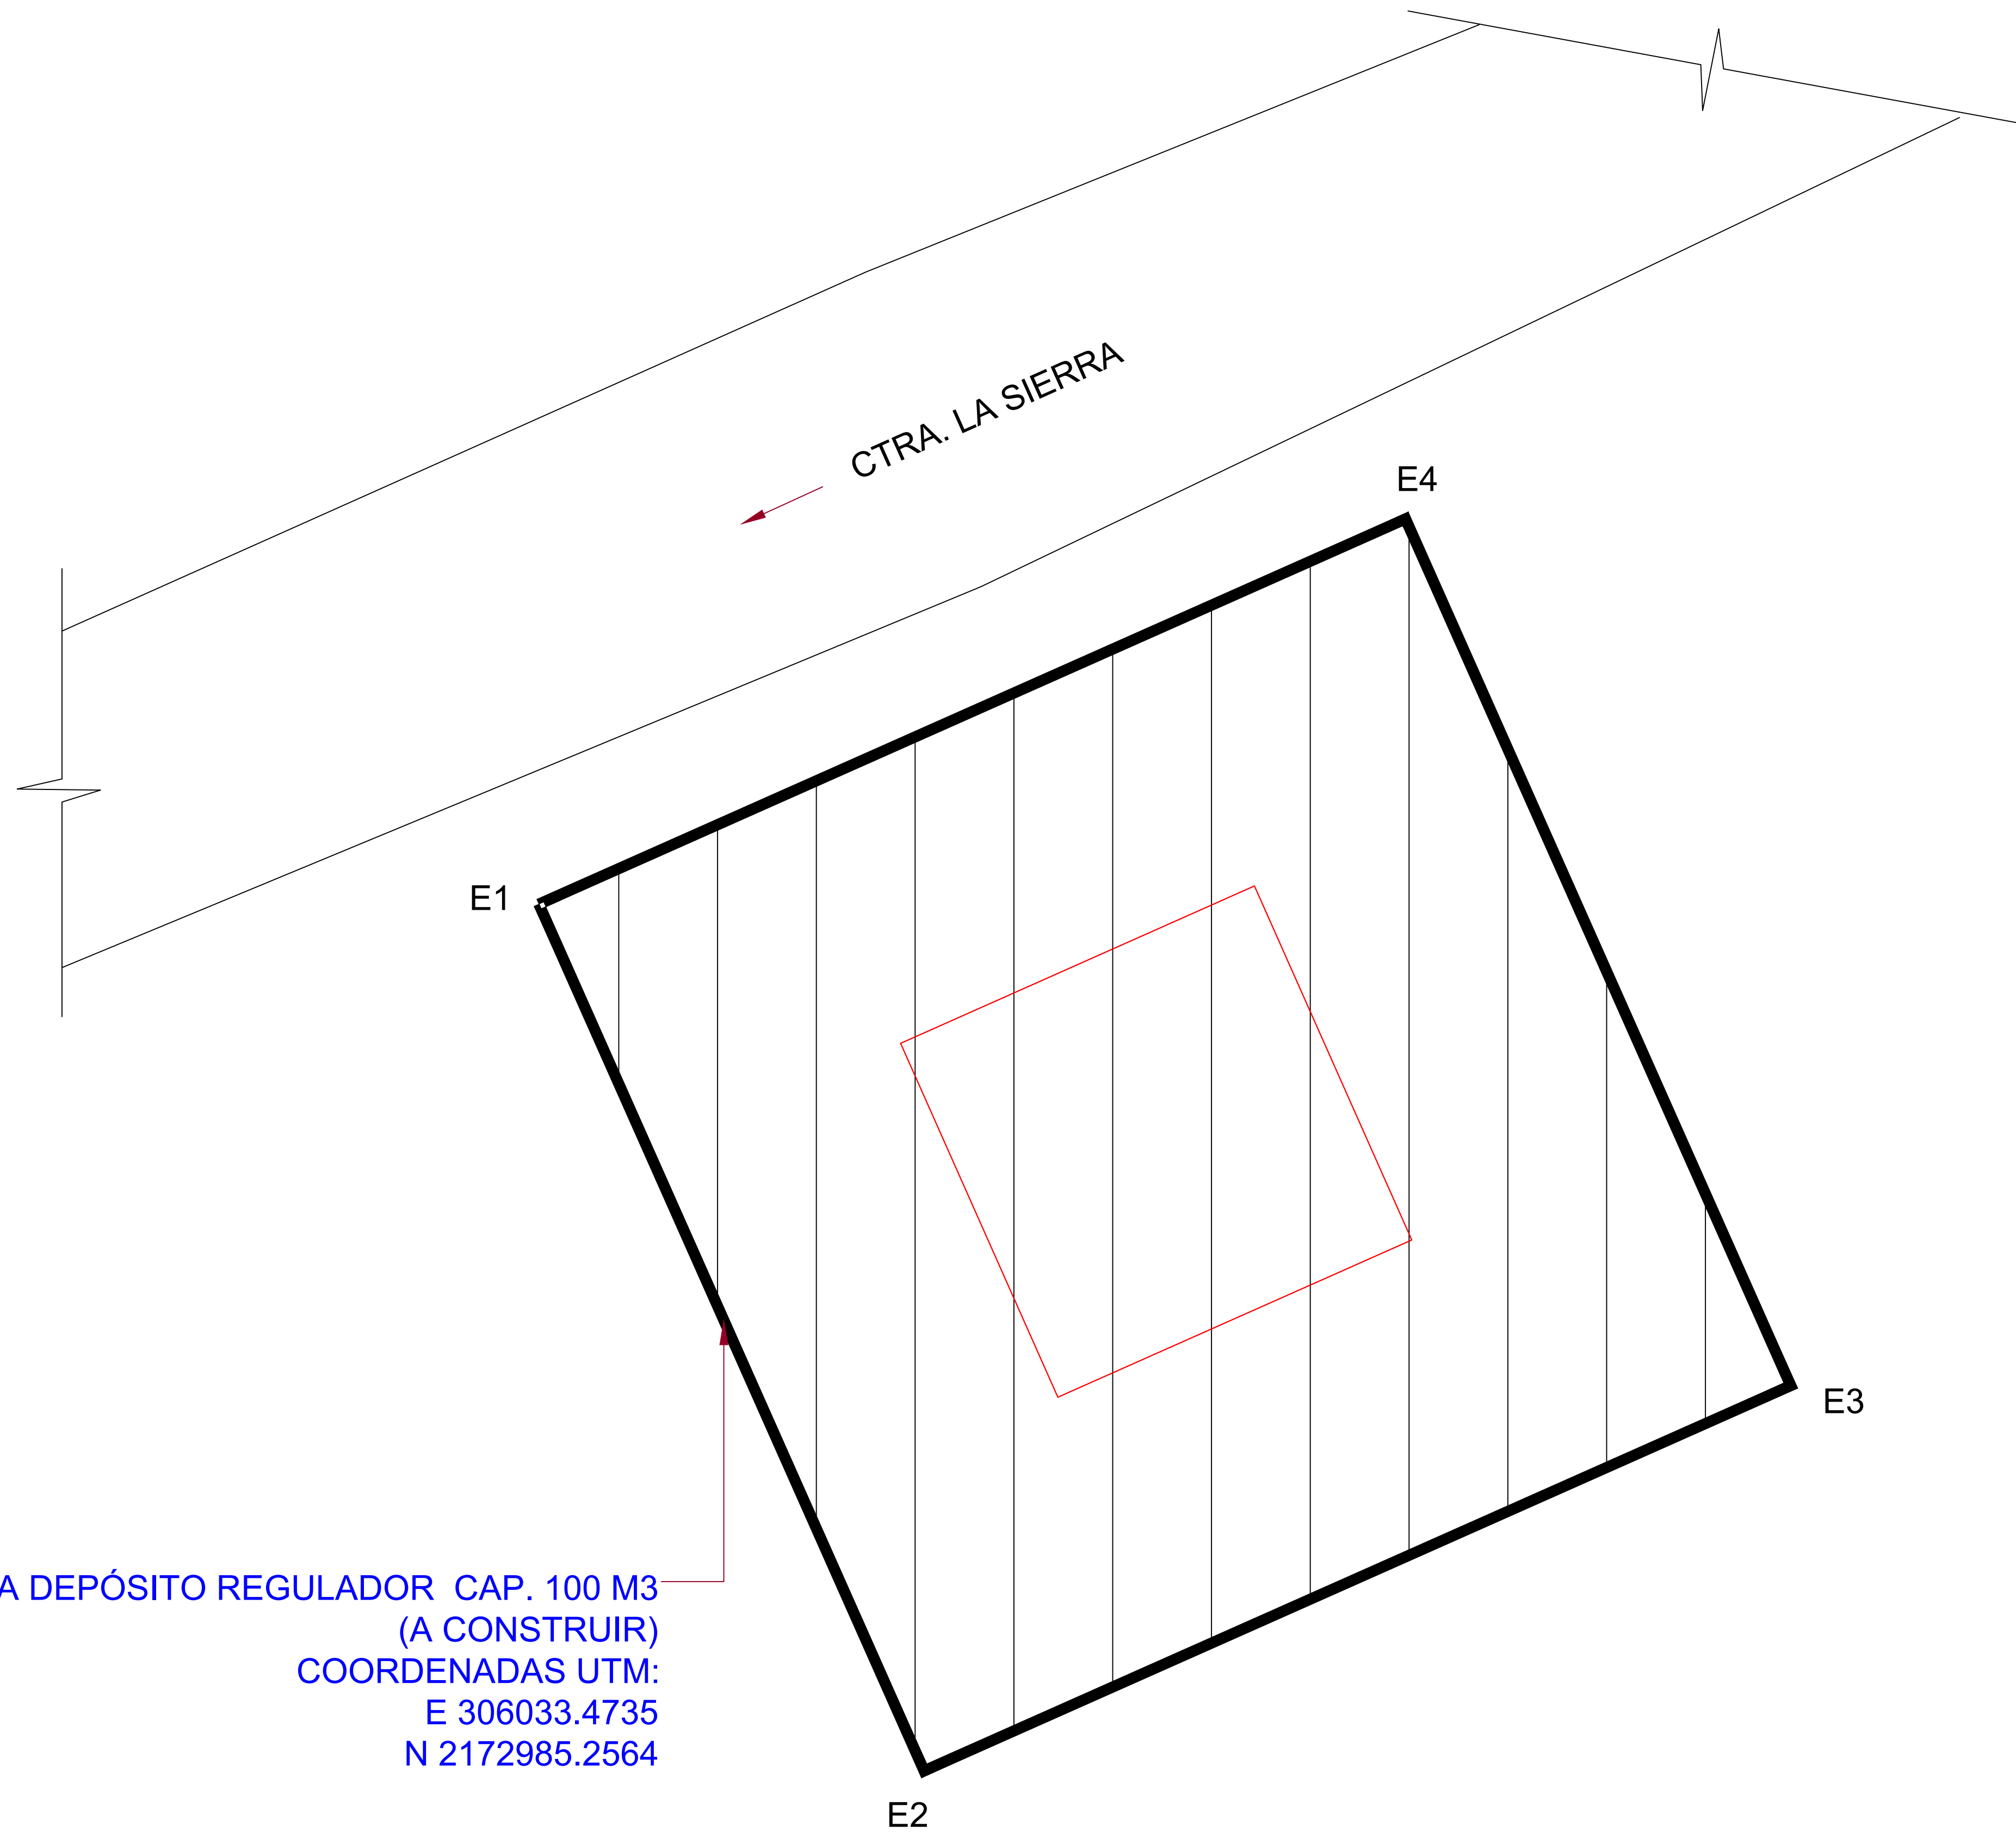 CTRA. LA SIERRA
E4
E1
E3
A DEPÓSITO REGULADOR CAP. 100 M3
(A CONSTRUIR)
COORDENADAS UTM:
E 306033.4735
N 2172985.2564
E2